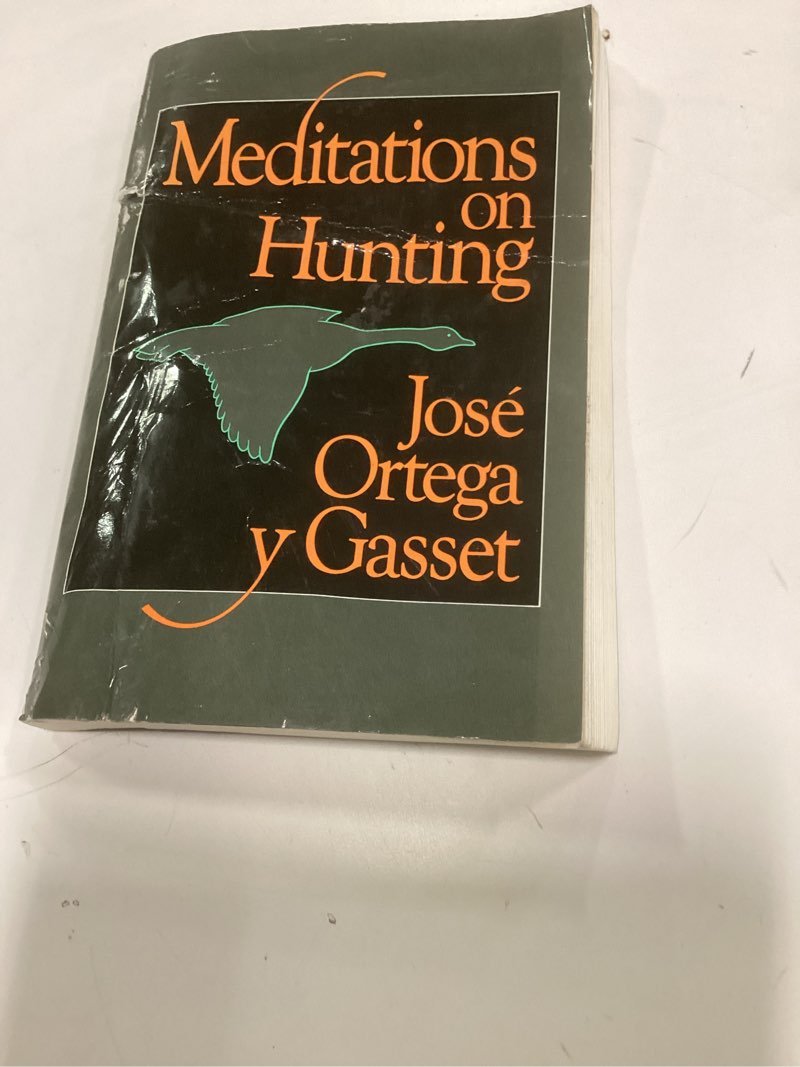 Meditations
on
Hunting
José
Ortega
y Gasset